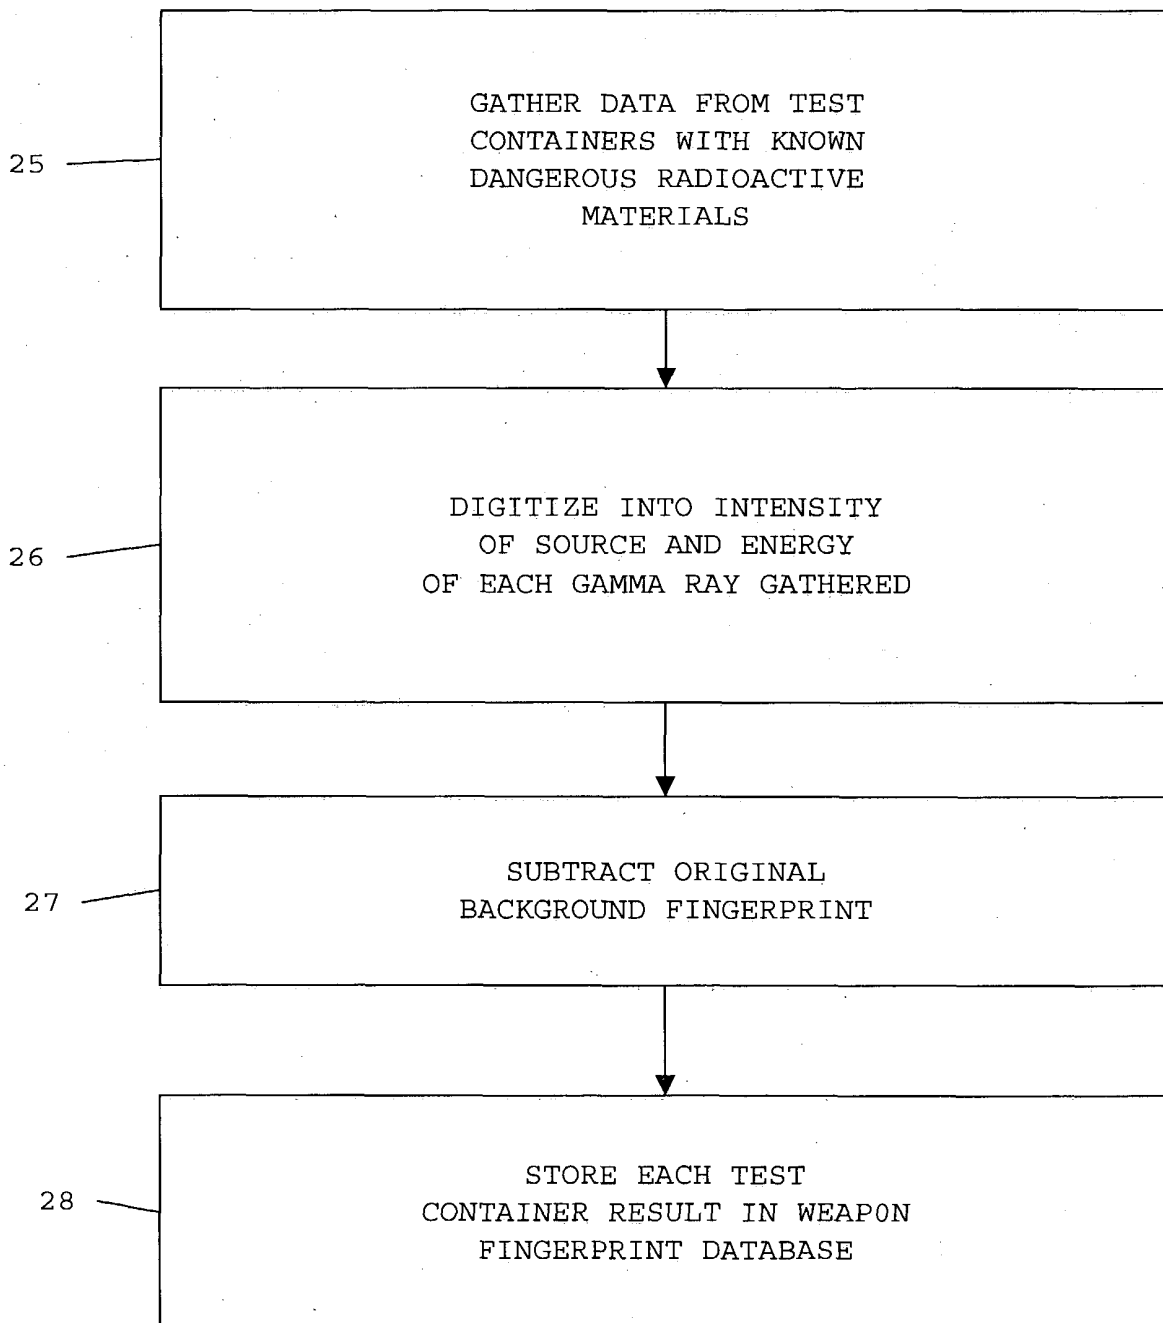 GATHER DATA FROM TEST
CONTAINERS WITH KNOWN
25
DANGEROUS RADIOACTIVE
MATERIALS
DIGITIZE INTO INTENSITY
26
OF SOURCE AND ENERGY
OF EACH GAMMA RAY GATHERED
SUBTRACT ORIGINAL
27
BACKGROUND FINGERPRINT
STORE EACH TEST
28
CONTAINER RESULT IN WEAPON
FINGERPRINT DATABASE